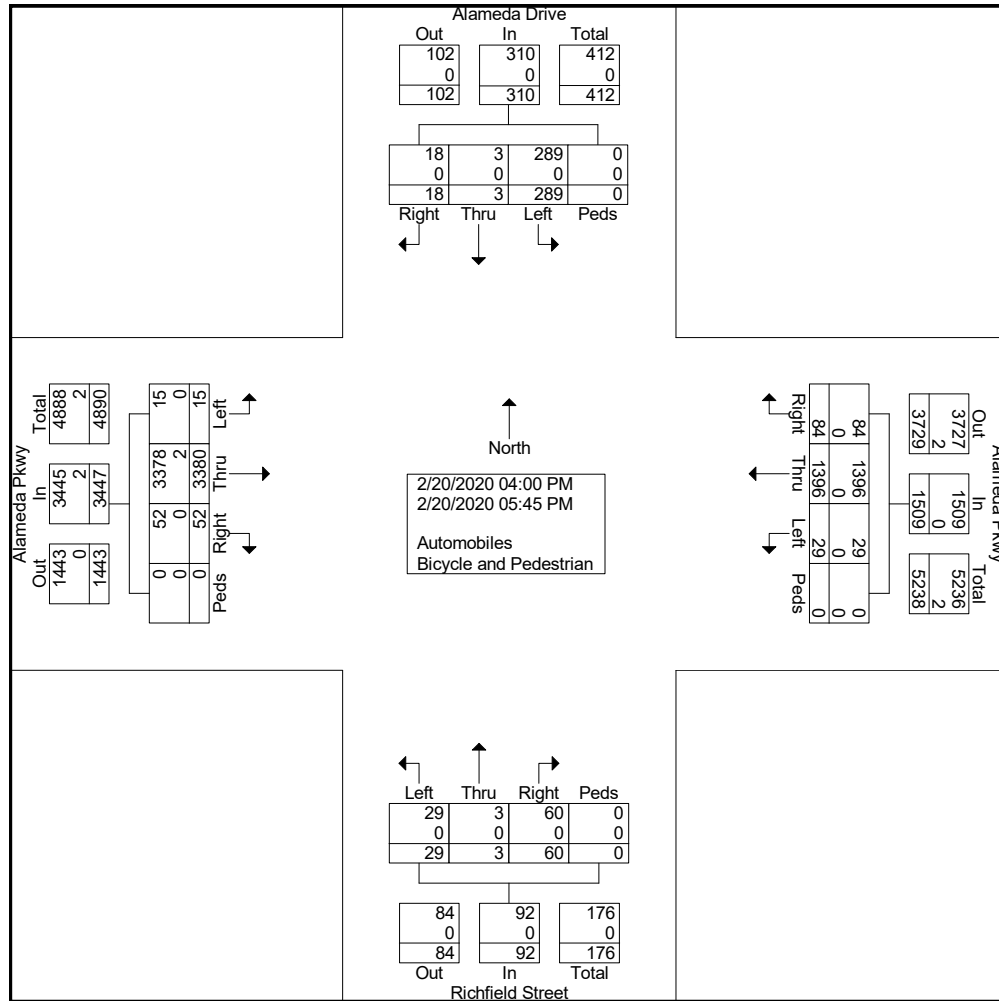 Alameda Drive
Out In Total
102 310 412
0 0 0
102 310 412
18 3 289 0
0 0 0 0
18 3 289 0
Right Thru Left Peds
Alameda Pkwy
Total In Out
4888 3445 1443
2 2 0
4890 3447 1443
15 3378 52 0
0 2 0 0
15 3380 52 0
Left Thru Right Peds
North
2/20/2020 04:00 PM
2/20/2020 05:45 PM
Automobiles
Bicycle and Pedestrian
Alameda Pkwy
Out In Total
3727 1509 5236
2 0 2
3729 1509 5238
84 1396 29 0
0 0 0 0
84 1396 29 0
Right Thru Left Peds
Left Thru Right Peds
29 3 60 0
0 0 0 0
29 3 60 0
84 92 176
0 0 0
84 92 176
Out In Total
Richfield Street